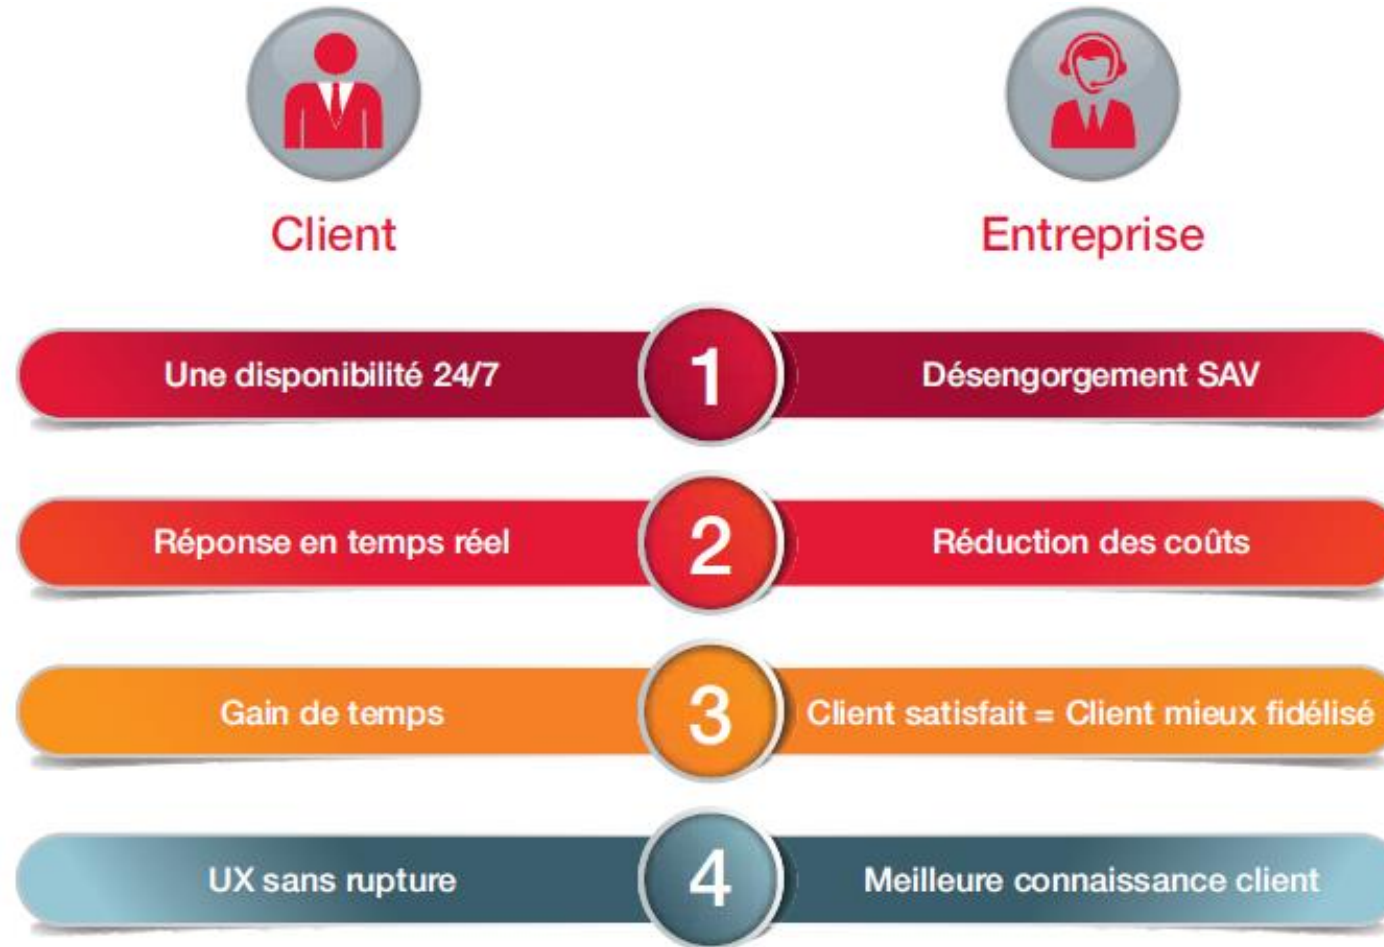 Client
Entreprise
Une disponibilité 24/7
1
Désengorgement SAV
Réponse en temps réel
2
Réduction des coûts
Gain de temps
3
Client satisfait = Client mieux fidélisé
UX sans rupture
4
Meilleure connaissance client